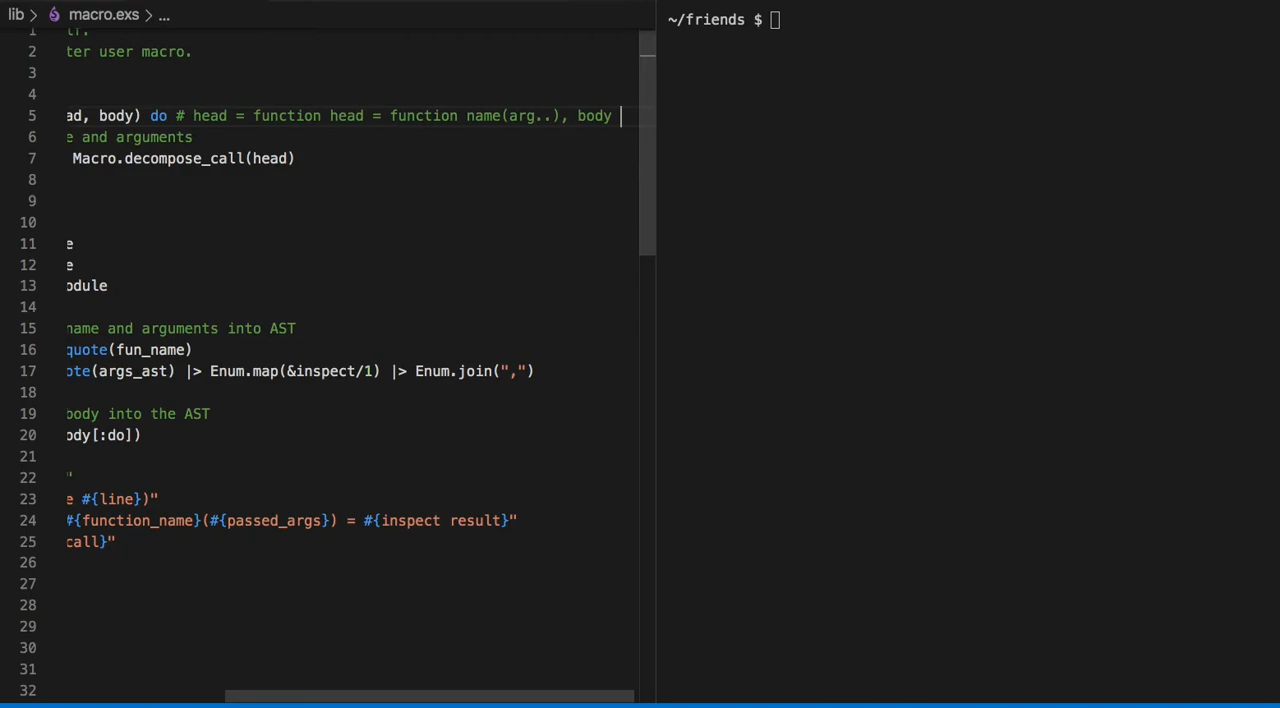 lib > macro.exs > ...
1
2 ter user macro.
3
4
5 ad, body) do # head = function head = function name(arg..), body
6 e and arguments
7 Macro.decompose_call(head)
8
9
10
11 e
12 e
13 odule
14
15 name and arguments into AST
16 quote(fun_name)
17 ote(args_ast) |> Enum.map(&inspect/1) |> Enum.join(",")
18
19 body into the AST
20 ody[:do])
21
22 "
23 e #{line})"
24 #{function_name}(#{passed_args}) = #{inspect result}"
25 call}"
26
27
28
29
30
31
32
~/friends $